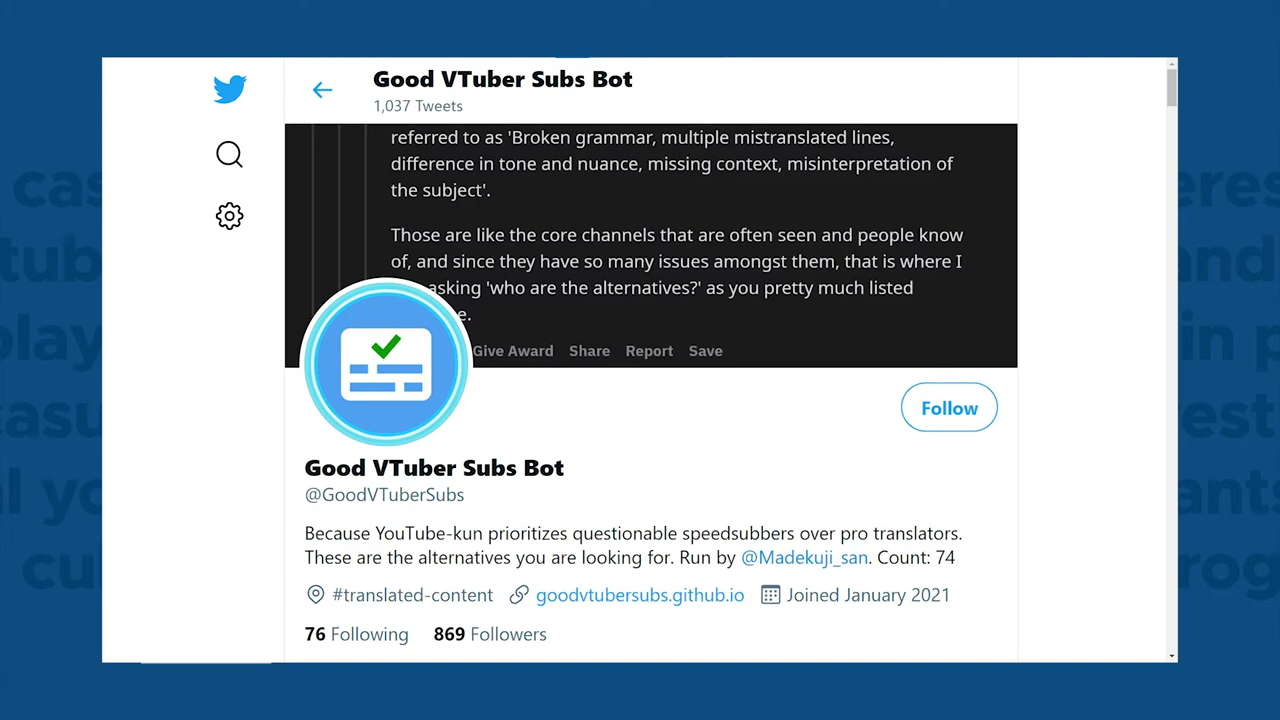 Good VTuber Subs Bot
1,037 Tweets
referred to as 'Broken grammar, multiple mistranslated lines,
difference in tone and nuance, missing context, misinterpretation of
the subject'.
Those are like the core channels that are often seen and people know
of, and since they have so many issues amongst them, that is where I
asking 'who are the alternatives?' as you pretty much listed
Give Award Share Report Save
Follow
Good VTuber Subs Bot
@GoodVTuberSubs
Because YouTube-kun prioritizes questionable speedsubbers over pro translators.
These are the alternatives you are looking for. Run by @Madekuji_san. Count: 74
#translated-content goodvtubersubs.github.io Joined January 2021
76 Following 869 Followers